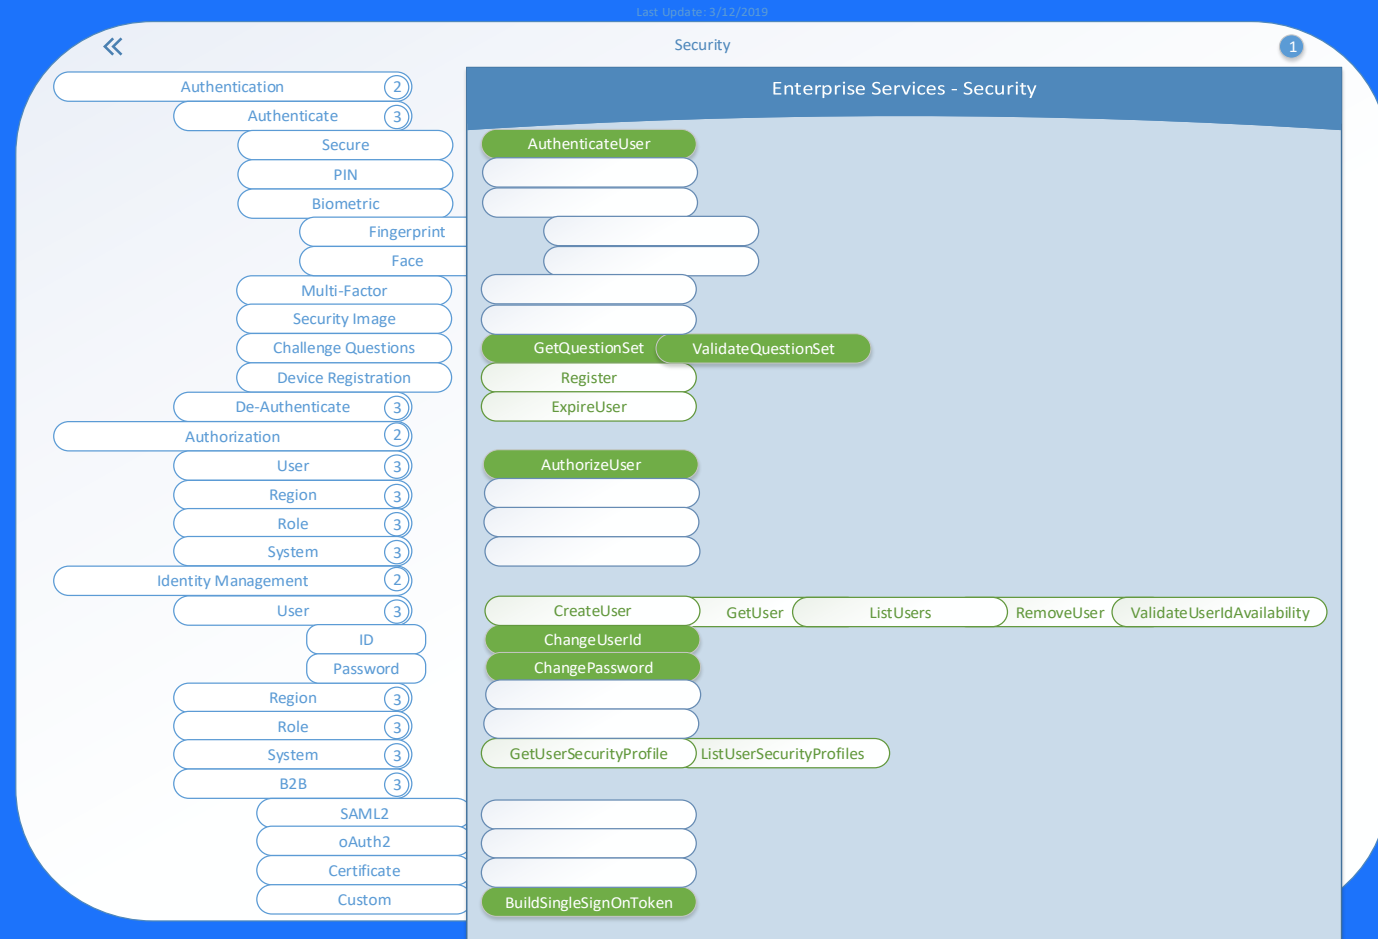 Last Update: 3/12/2019
Security
1
Enterprise Services - Security
Authentication 2
Authenticate 3
Secure AuthenticateUser
PIN
Biometric
Fingerprint
Face
Multi-Factor
Security Image
Challenge Questions GetQuestionSet ValidateQuestionSet
Device Registration Register
De-Authenticate 3 ExpireUser
Authorization 2
User 3 AuthorizeUser
Region 3
Role 3
System 3
Identity Management 2
User 3 CreateUser GetUser ListUsers RemoveUser ValidateUserIdAvailability
ID ChangeUserId
Password ChangePassword
Region 3
Role 3
System 3 GetUserSecurityProfile ListUserSecurityProfiles
B2B 3
SAML2
oAuth2
Certificate
Custom BuildSingleSignOnToken